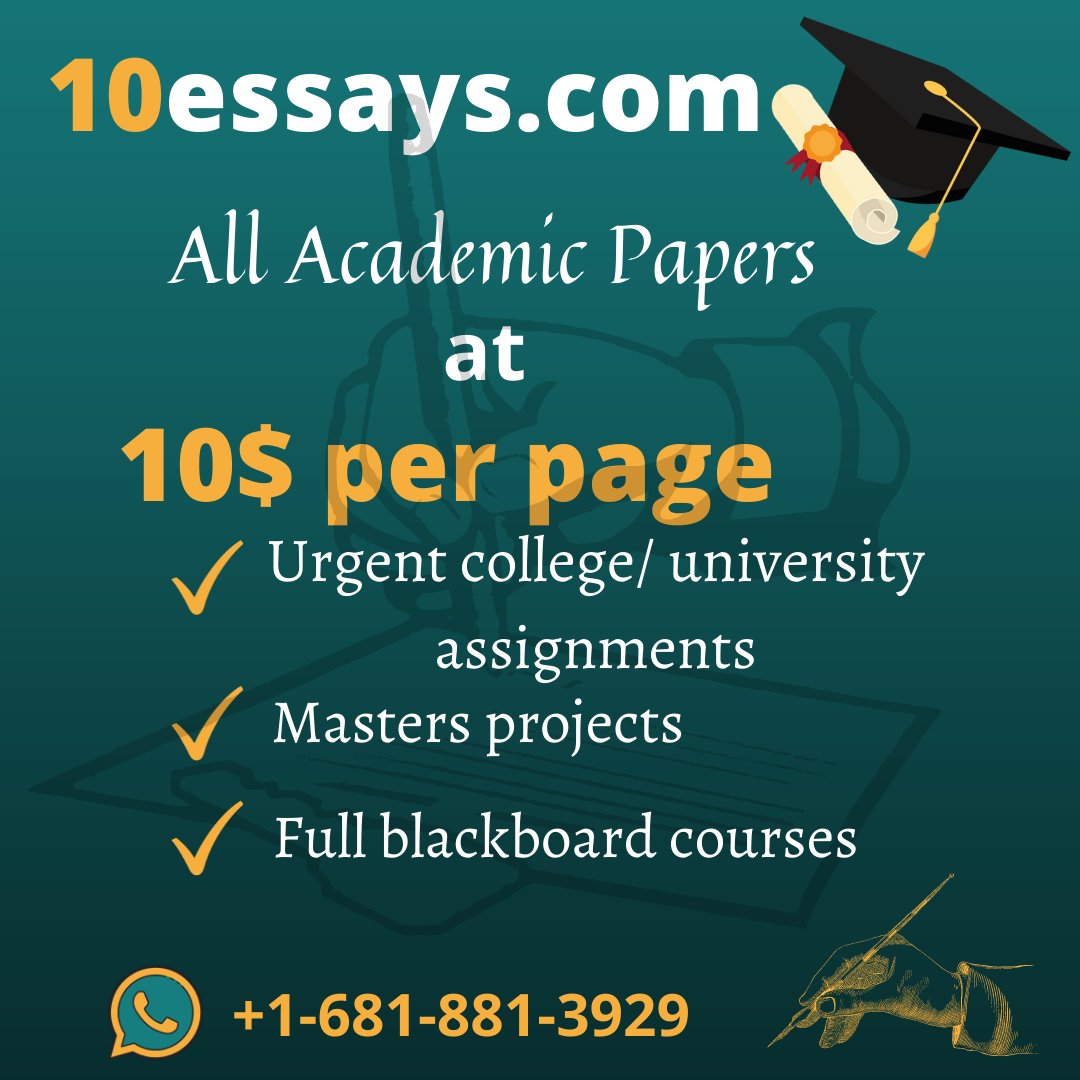 10essays.com
All Academic Papers
at
10$ per page
Urgent college/ university
assignments
Masters projects
Full blackboard courses
+1-681-881-3929